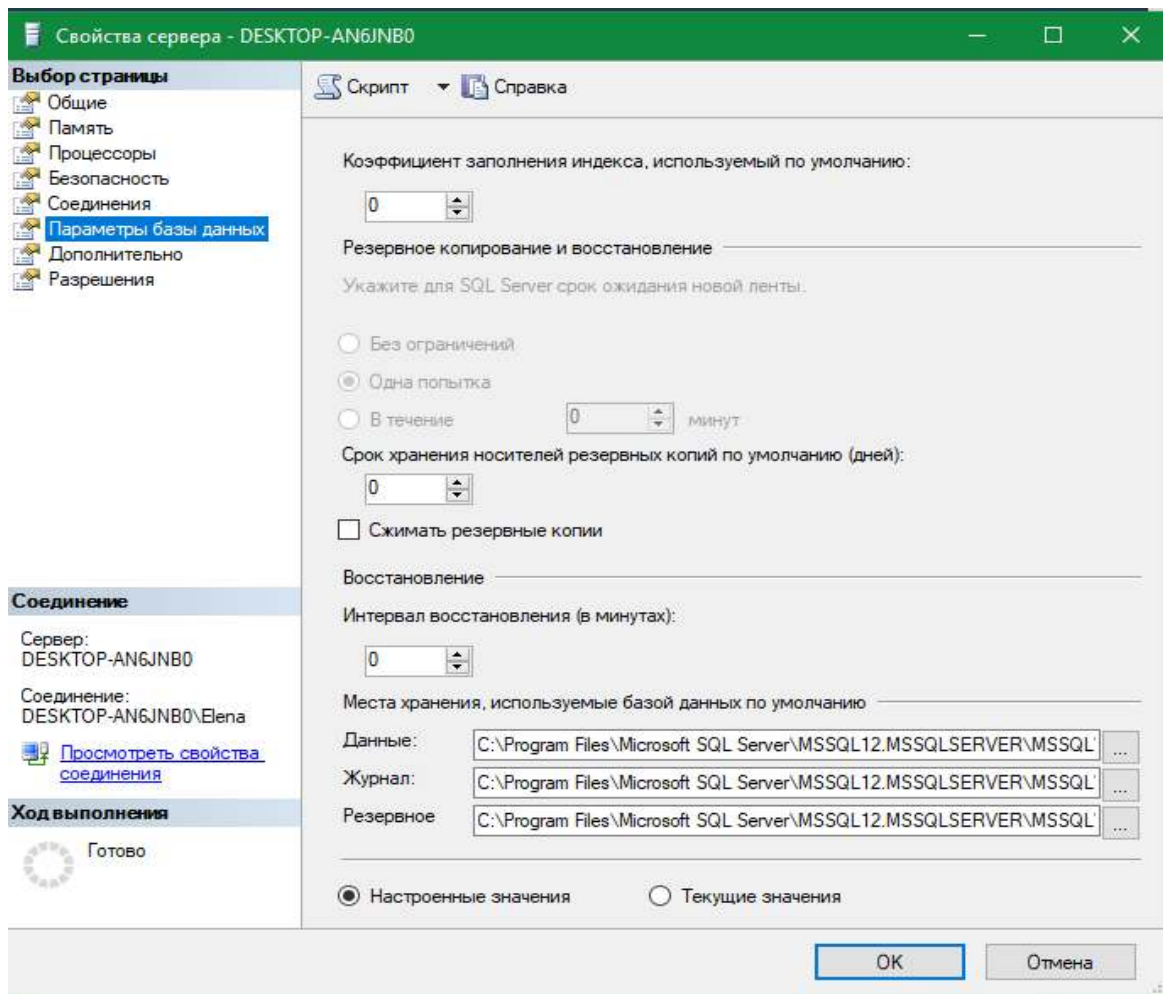 Свойства сервера - DESKTOP-AN6JNB0
Выбор страницы
Общие
Память
Процессоры
Безопасность
Соединения
Параметры базы данных
Дополнительно
Разрешения
Скрипт
Справка
Коэффициент заполнения индекса, используемый по умолчанию:
0
Резервное копирование и восстановление
Укажите для SQL Server срок ожидания новой ленты.
Без ограничений
Одна попытка
В течение 0 минут
Срок хранения носителей резервных копий по умолчанию (дней):
0
Сжимать резервные копии
Восстановление
Интервал восстановления (в минутах):
0
Места хранения, используемые базой данных по умолчанию
Данные: C:\Program Files\Microsoft SQL Server\MSSQL12.MSSQLSERVER\MSSQL\ ...
Журнал: C:\Program Files\Microsoft SQL Server\MSSQL12.MSSQLSERVER\MSSQL\ ...
Резервное C:\Program Files\Microsoft SQL Server\MSSQL12.MSSQLSERVER\MSSQL\ ...
Настроенные значения Текущие значения
Соединение
Сервер:
DESKTOP-AN6JNB0
Соединение:
DESKTOP-AN6JNB0\Elena
Просмотреть свойства
соединения
Ход выполнения
Готово
OK Отмена